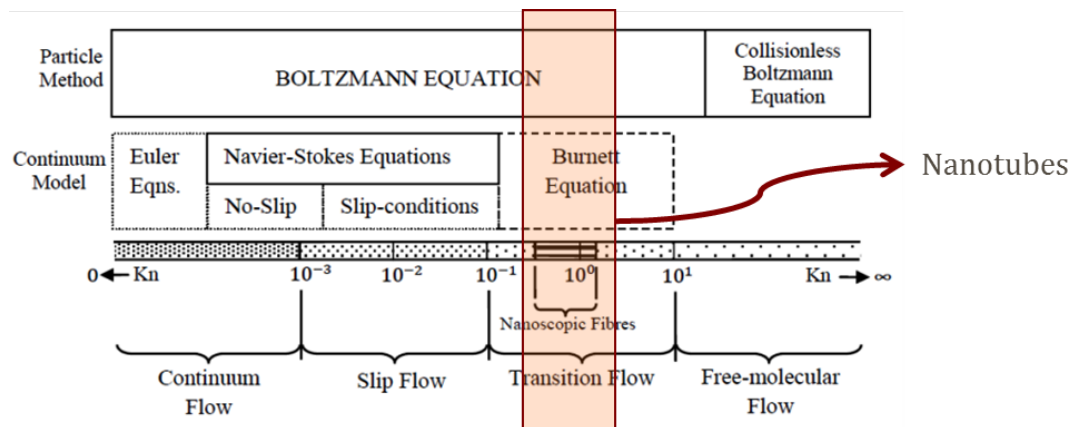 Particle
Method
BOLTZMANN EQUATION
Collisionless
Boltzmann
Equation
Continuum
Model
Euler
Eqns.
Navier-Stokes Equations
No-Slip
Slip-conditions
Burnett
Equation
Nanotubes
0 Kn
10⁻³
10⁻²
10⁻¹
10⁰
10¹
Kn ∞
Nanoscopic Fibres
Continuum
Flow
Slip Flow
Transition Flow
Free-molecular
Flow